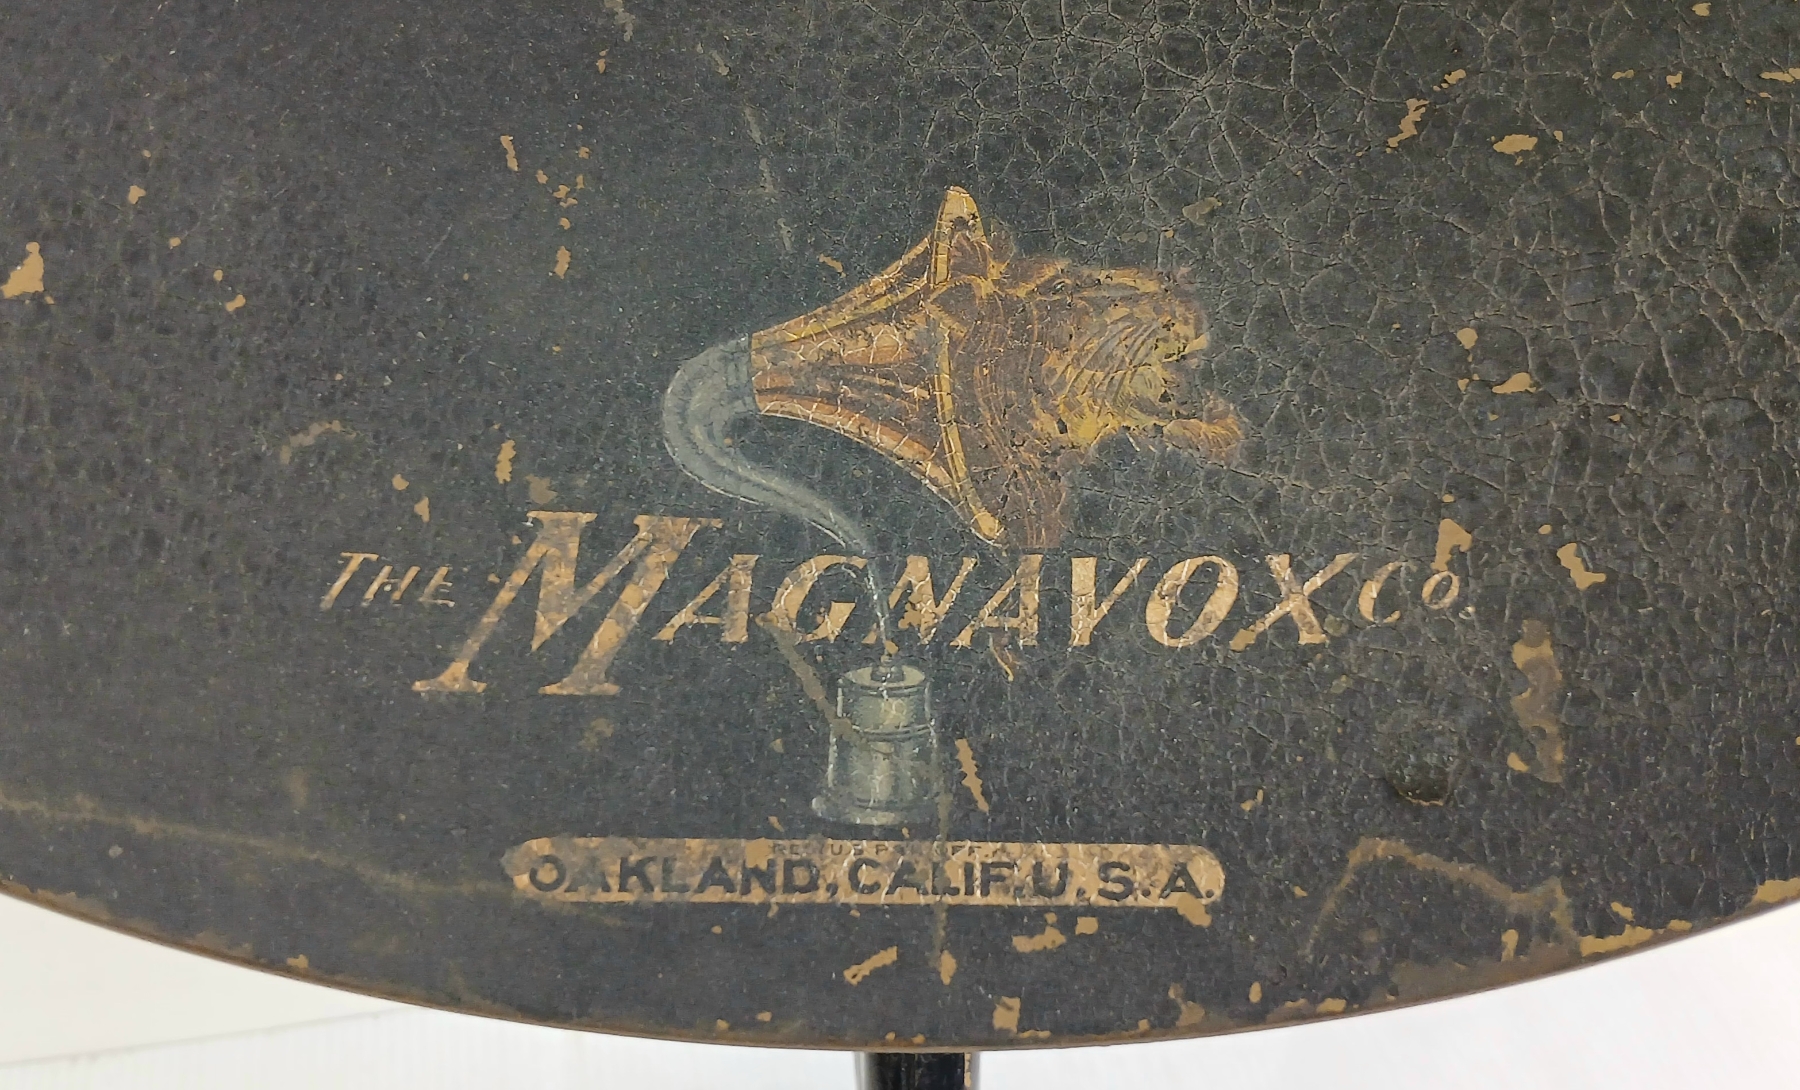 THE MAGNAVOX CO.
OAKLAND, CALIF. U.S.A.